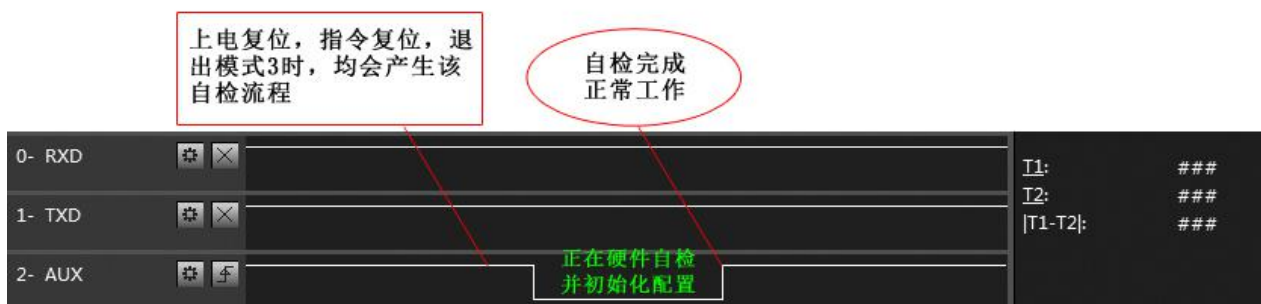 上电复位，指令复位，退
出模式3时，均会产生该
自检流程
自检完成
正常工作
0- RXD
1- TXD
2- AUX
正在硬件自检
并初始化配置
T1: ###
T2: ###
|T1-T2|: ###